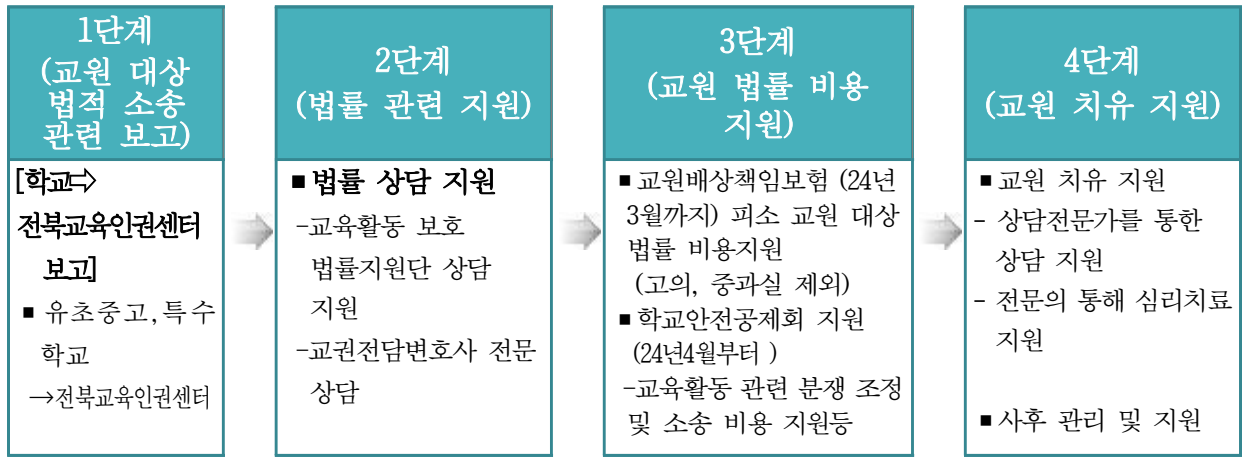 1단계
(교원 대상
법적 소송
관련 보고)
[학교⇨
전북교육인권센터
보고]
■ 유초중고,특수
학교
→전북교육인권센터
2단계
(법률 관련 지원)
■ 법률 상담 지원
-교육활동 보호
법률지원단 상담
지원
-교권전담변호사 전문
상담
3단계
(교원 법률 비용
지원)
■ 교원배상책임보험 (24년
3월까지) 피소 교원 대상
법률 비용지원
(고의, 중과실 제외)
■ 학교안전공제회 지원
(24년4월부터 )
-교육활동 관련 분쟁 조정
및 소송 비용 지원등
4단계
(교원 치유 지원)
■ 교원 치유 지원
- 상담전문가를 통한
상담 지원
- 전문의 통해 심리치료
지원
■ 사후 관리 및 지원